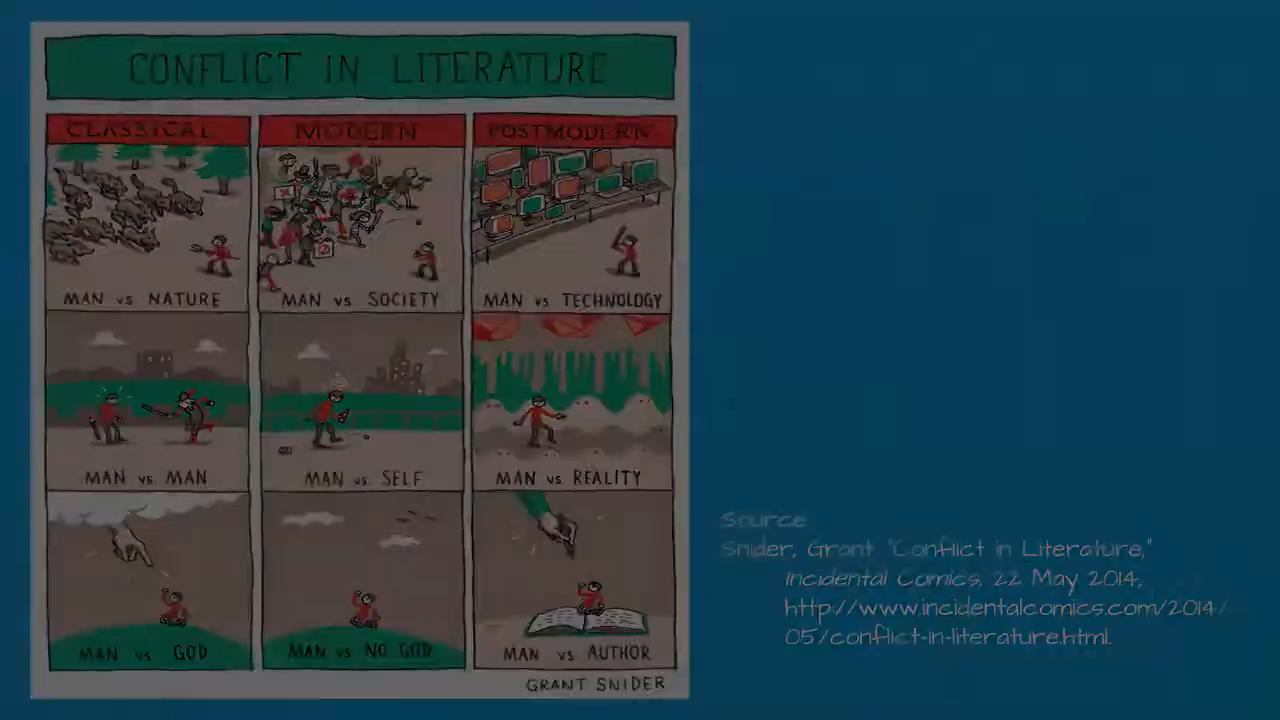 CONFLICT IN LITERATURE
CLASSICAL
MODERN
POSTMODERN
MAN vs NATURE
MAN vs. SOCIETY
MAN vs. TECHNOLOGY
MAN vs. MAN
MAN vs. SELF
MAN vs. REALITY
MAN vs GOD
MAN vs NO GOD
MAN vs AUTHOR
GRANT SNIDER
Source
Snider, Grant "Conflict in Literature,"
Incidental Comics, 22 May 2014,
http://www.incidentalcomics.com/2014/
05/conflict-in-literature.html.